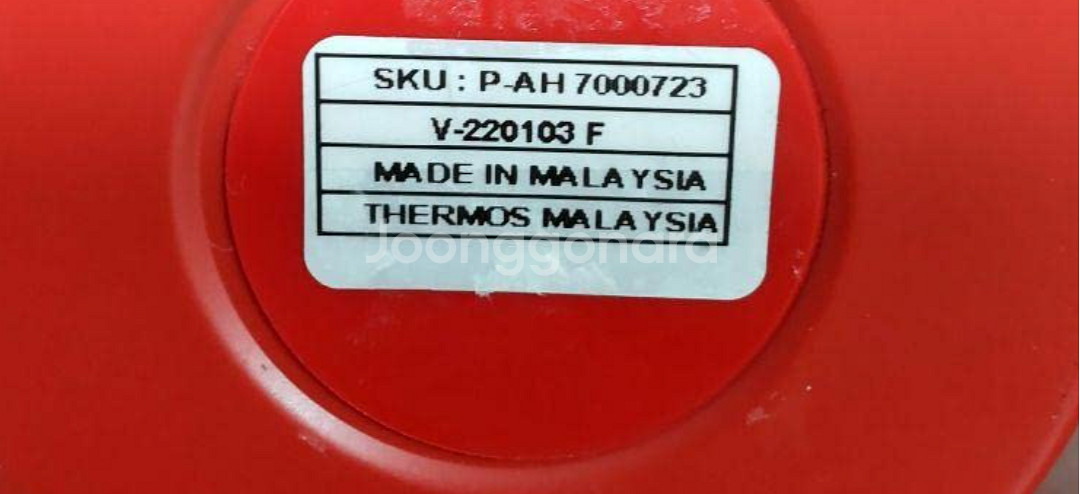 SKU : P-AH 7000723
V-220103 F
MADE IN MALAYSIA
THERMOS MALAYSIA
Joonggonara